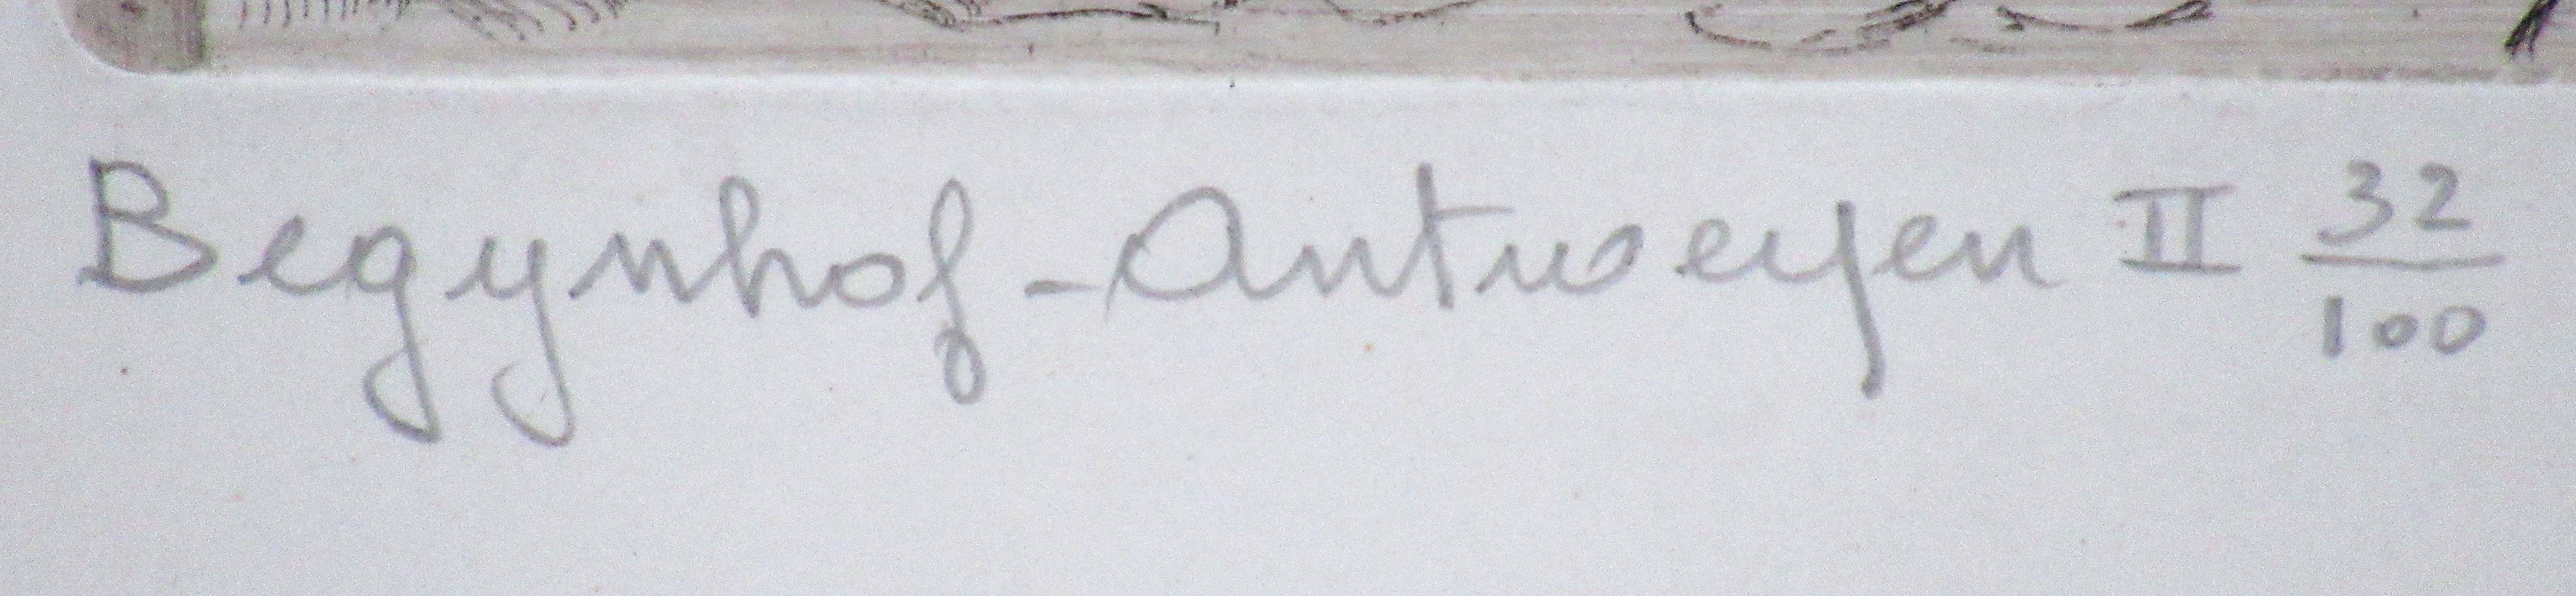 Begynhof - Antwerpen II 32/100